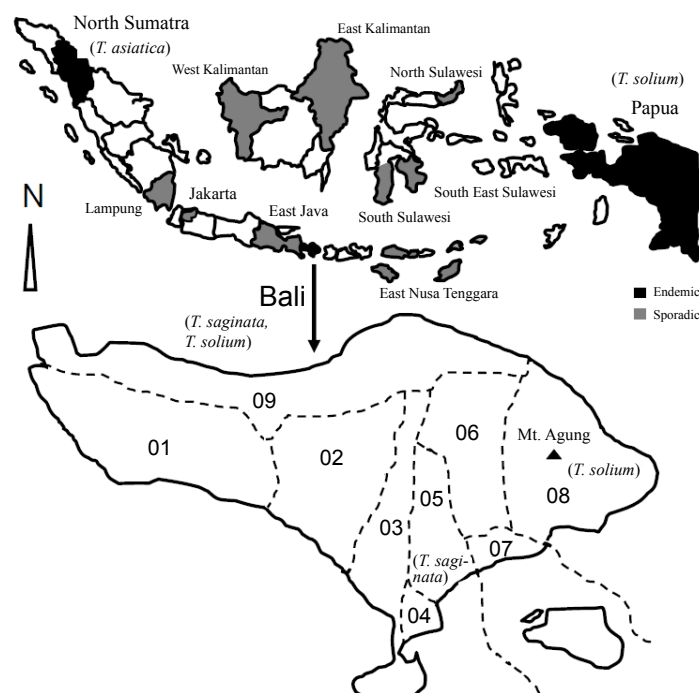 East Kalimantan
North Sumatra
(T. asiatica)
West Kalimantan
North Sulawesi
(T. solium)
Papua
N
Lampung
Jakarta
East Java
South East Sulawesi
South Sulawesi
Bali
East Nusa Tenggara
Endemic
Sporadic
(T. saginata,
T. solium)
09
01
02
06
Mt. Agung
(T. solium)
05
08
03
07
(T. sagi-
nata)
04